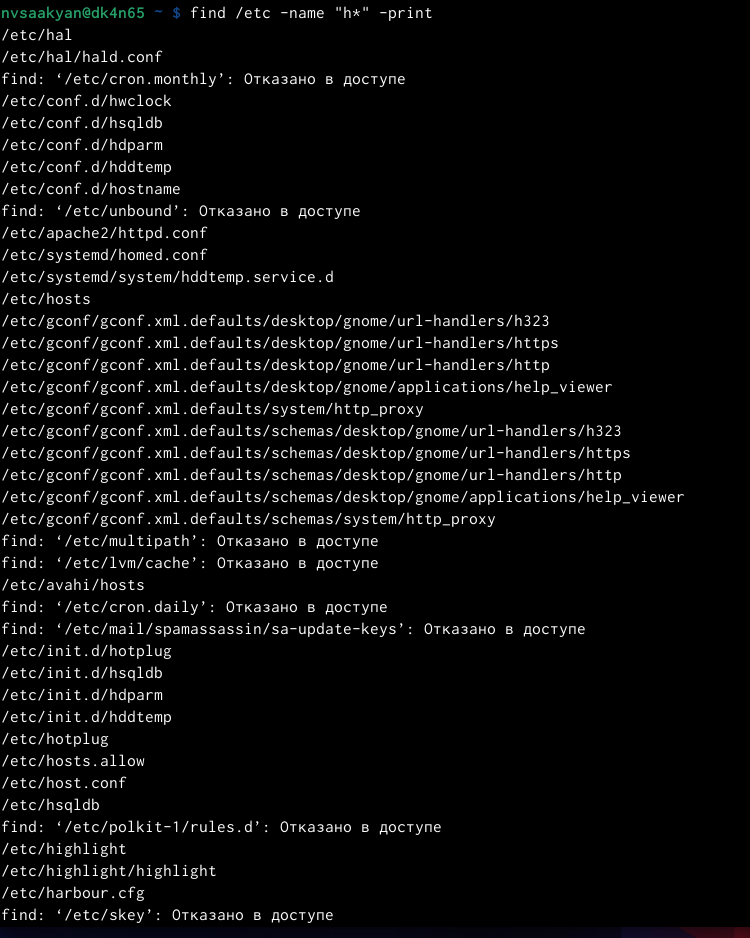 nvsaakyan@dk4n65 ~ $ find /etc -name "h*" -print
/etc/hal
/etc/hal/hald.conf
find: ‘/etc/cron.monthly’: Отказано в доступе
/etc/conf.d/hwclock
/etc/conf.d/hsqldb
/etc/conf.d/hdparm
/etc/conf.d/hddtemp
/etc/conf.d/hostname
find: ‘/etc/unbound’: Отказано в доступе
/etc/apache2/httpd.conf
/etc/systemd/homed.conf
/etc/systemd/system/hddtemp.service.d
/etc/hosts
/etc/gconf/gconf.xml.defaults/desktop/gnome/url-handlers/h323
/etc/gconf/gconf.xml.defaults/desktop/gnome/url-handlers/https
/etc/gconf/gconf.xml.defaults/desktop/gnome/url-handlers/http
/etc/gconf/gconf.xml.defaults/desktop/gnome/applications/help_viewer
/etc/gconf/gconf.xml.defaults/system/http_proxy
/etc/gconf/gconf.xml.defaults/schemas/desktop/gnome/url-handlers/h323
/etc/gconf/gconf.xml.defaults/schemas/desktop/gnome/url-handlers/https
/etc/gconf/gconf.xml.defaults/schemas/desktop/gnome/url-handlers/http
/etc/gconf/gconf.xml.defaults/schemas/desktop/gnome/applications/help_viewer
/etc/gconf/gconf.xml.defaults/schemas/system/http_proxy
find: ‘/etc/multipath’: Отказано в доступе
find: ‘/etc/lvm/cache’: Отказано в доступе
/etc/avahi/hosts
find: ‘/etc/cron.daily’: Отказано в доступе
find: ‘/etc/mail/spamassassin/sa-update-keys’: Отказано в доступе
/etc/init.d/hotplug
/etc/init.d/hsqldb
/etc/init.d/hdparm
/etc/init.d/hddtemp
/etc/hotplug
/etc/hosts.allow
/etc/host.conf
/etc/hsqldb
find: ‘/etc/polkit-1/rules.d’: Отказано в доступе
/etc/highlight
/etc/highlight/highlight
/etc/harbour.cfg
find: ‘/etc/skey’: Отказано в доступе